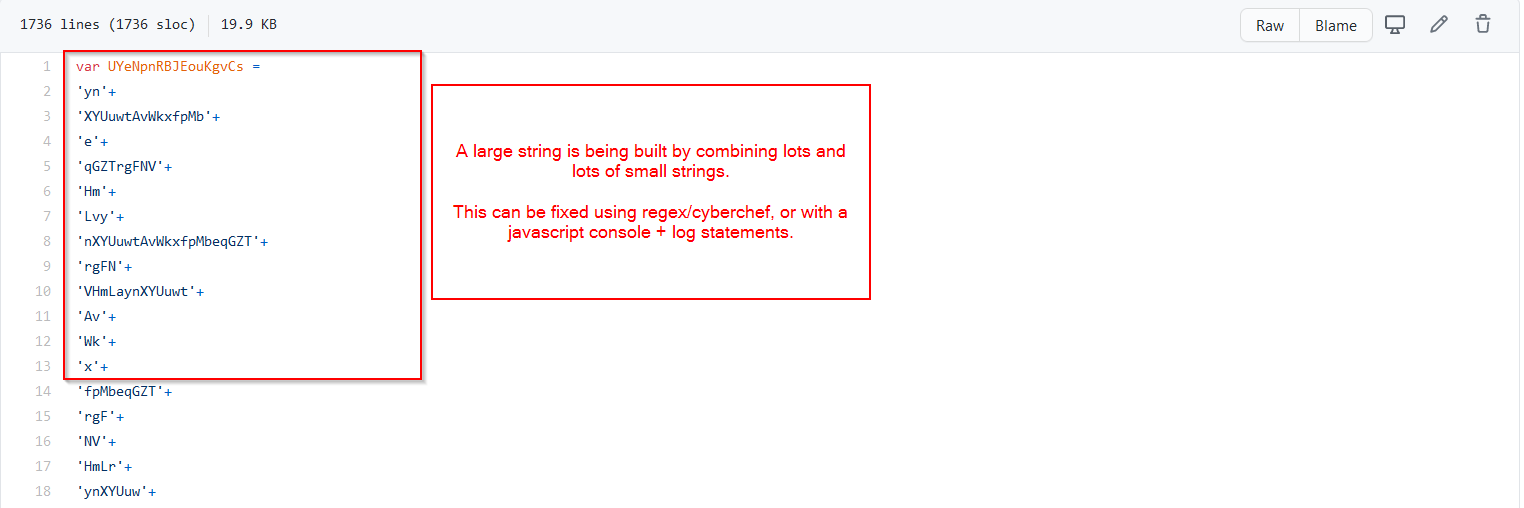 1736 lines (1736 sloc) 19.9 KB Raw Blame
1 var UYeNpnRBJEouKgvCs =
2 'yn'+
3 'XYUuwtAvWkxfpMb'+
4 'e'+
5 'qGZTrgFNV'+
6 'Hm'+
7 'Lvy'+
8 'nXYUuwtAvWkxfpMbeqGZT'+
9 'rgFN'+
10 'VHmLaynXYUuwt'+
11 'Av'+
12 'Wk'+
13 'x'+
14 'fpMbeqGZT'+
15 'rgF'+
16 'NV'+
17 'HmLr'+
18 'ynXYUuw'+
A large string is being built by combining lots and
lots of small strings.
This can be fixed using regex/cyberchef, or with a
javascript console + log statements.